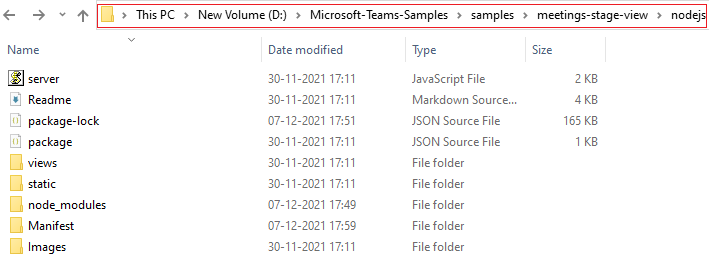 This PC > New Volume (D:) > Microsoft-Teams-Samples > samples > meetings-stage-view > nodejs
Name Date modified Type Size
server 30-11-2021 17:11 JavaScript File 2 KB
Readme 30-11-2021 17:11 Markdown Source... 4 KB
package-lock 07-12-2021 17:51 JSON Source File 165 KB
package 30-11-2021 17:11 JSON Source File 1 KB
views 30-11-2021 17:11 File folder
static 30-11-2021 17:11 File folder
node_modules 07-12-2021 17:49 File folder
Manifest 07-12-2021 17:59 File folder
Images 30-11-2021 17:11 File folder